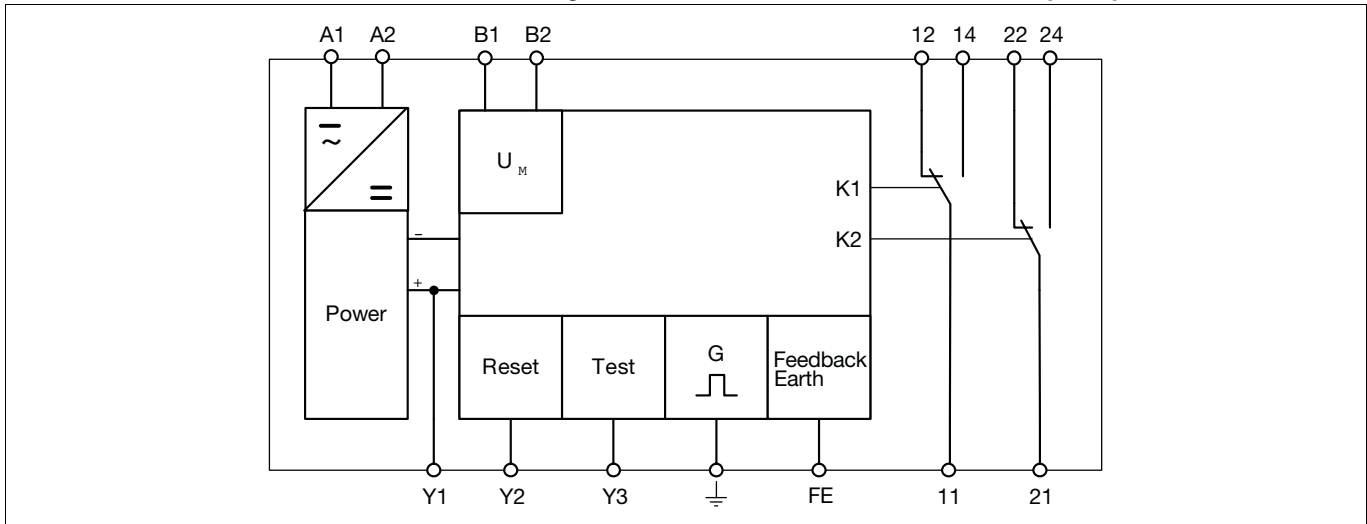 A1 A2 B1 B2 12 14 22 24
~
U M
K1
K2
−
+
Power
Reset Test G Feedback
Earth
Y1 Y2 Y3 FE 11 21